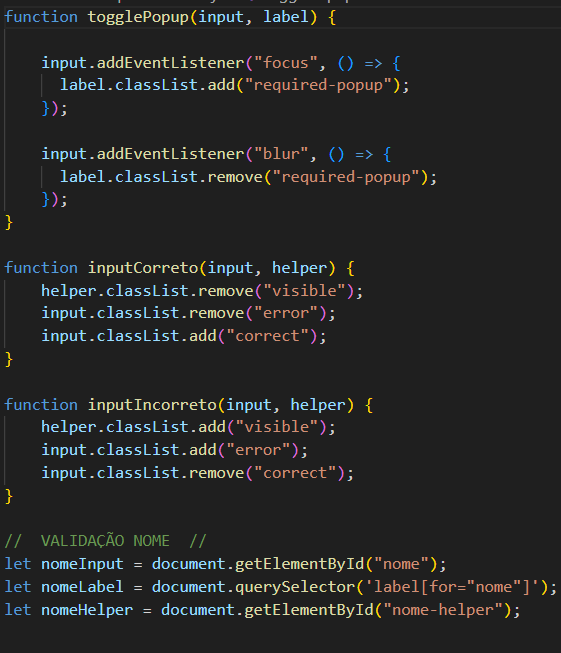 function togglePopup(input, label) {
input.addEventListener("focus", () => {
label.classList.add("required-popup");
});
input.addEventListener("blur", () => {
label.classList.remove("required-popup");
});
}
function inputCorreto(input, helper) {
helper.classList.remove("visible");
input.classList.remove("error");
input.classList.add("correct");
}
function inputIncorreto(input, helper) {
helper.classList.add("visible");
input.classList.add("error");
input.classList.remove("correct");
}
//  VALIDAÇÃO NOME  //
let nomeInput = document.getElementById("nome");
let nomeLabel = document.querySelector('label[for="nome"]');
let nomeHelper = document.getElementById("nome-helper");